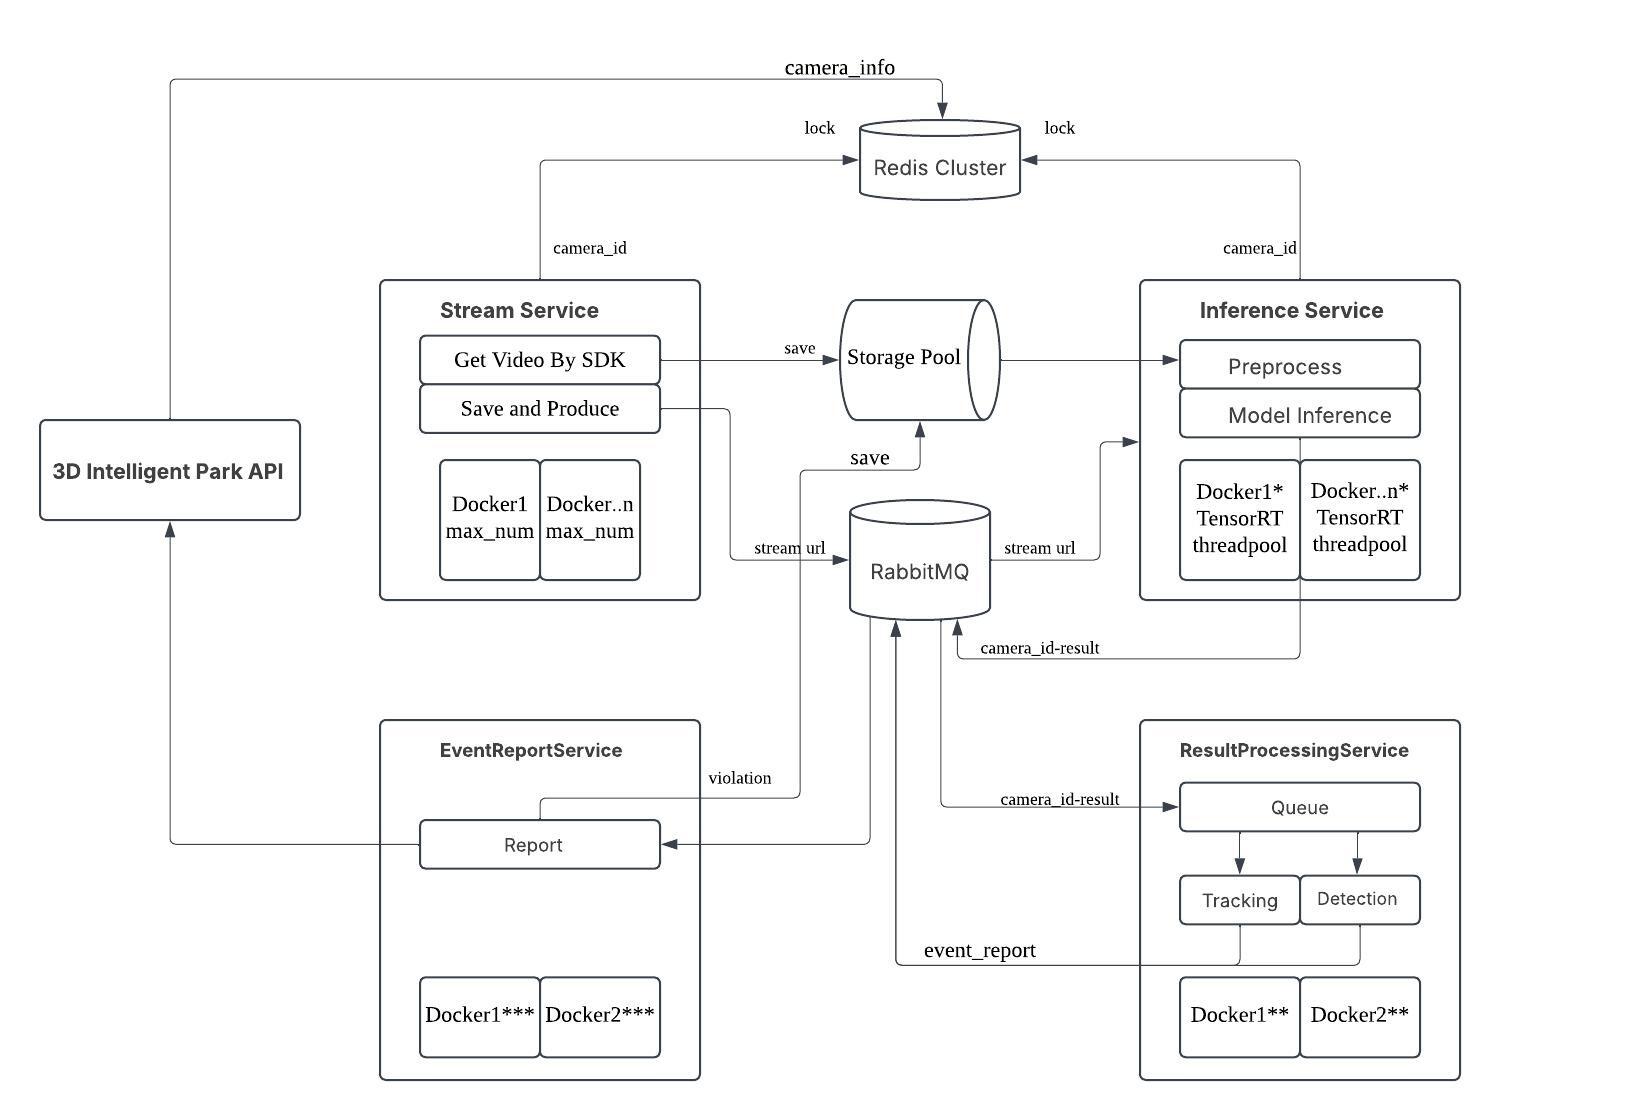 camera_info
lock
lock
Redis Cluster
camera_id
camera_id
Stream Service
Get Video By SDK
Save and Produce
Docker1
max_num
Docker..n
max_num
save
Storage Pool
Inference Service
Preprocess
Model Inference
Docker1*
TensorRT
threadpool
Docker..n*
TensorRT
threadpool
3D Intelligent Park API
save
stream url
RabbitMQ
stream url
camera_id-result
EventReportService
violation
Report
Docker1***
Docker2***
ResultProcessingService
camera_id-result
Queue
Tracking
Detection
event_report
Docker1**
Docker2**